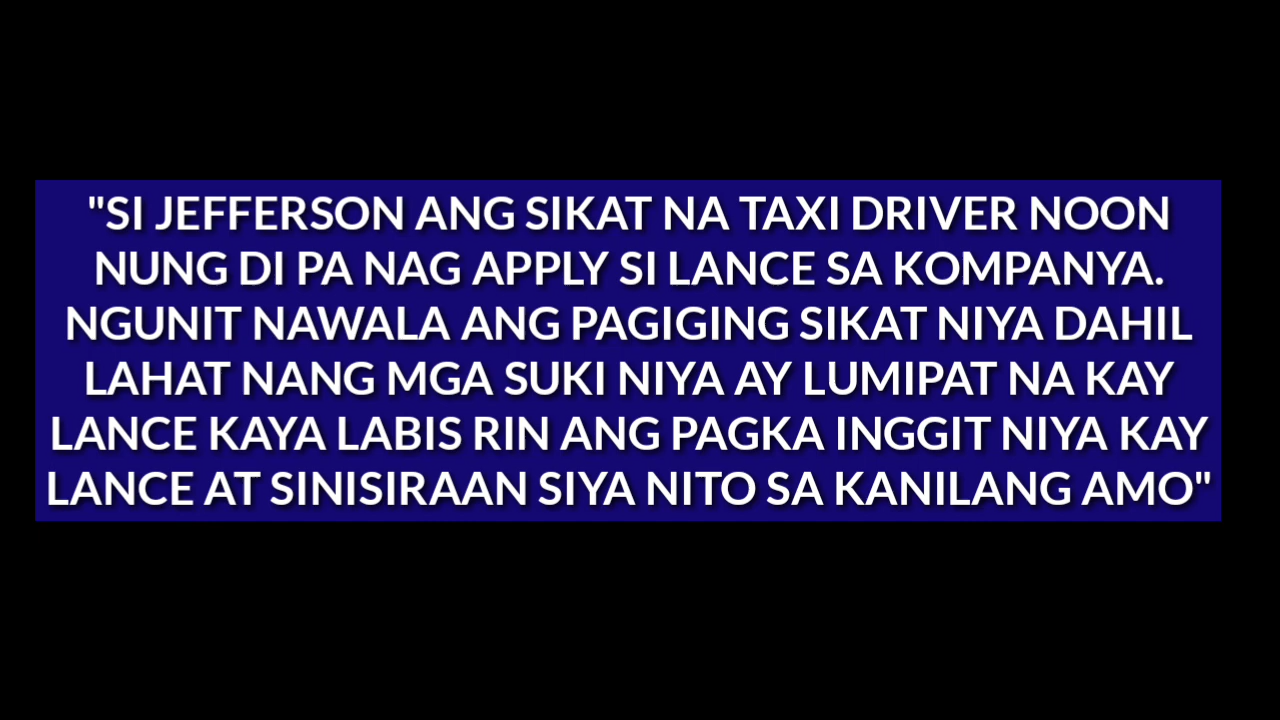 "SI JEFFERSON ANG SIKAT NA TAXI DRIVER NOON
NUNG DI PA NAG APPLY SI LANCE SA KOMPANYA.
NGUNIT NAWALA ANG PAGIGING SIKAT NIYA DAHIL
LAHAT NANG MGA SUKI NIYA AY LUMIPAT NA KAY
LANCE KAYA LABIS RIN ANG PAGKA INGGIT NIYA KAY
LANCE AT SINISIRAAN SIYA NITO SA KANILANG AMO"